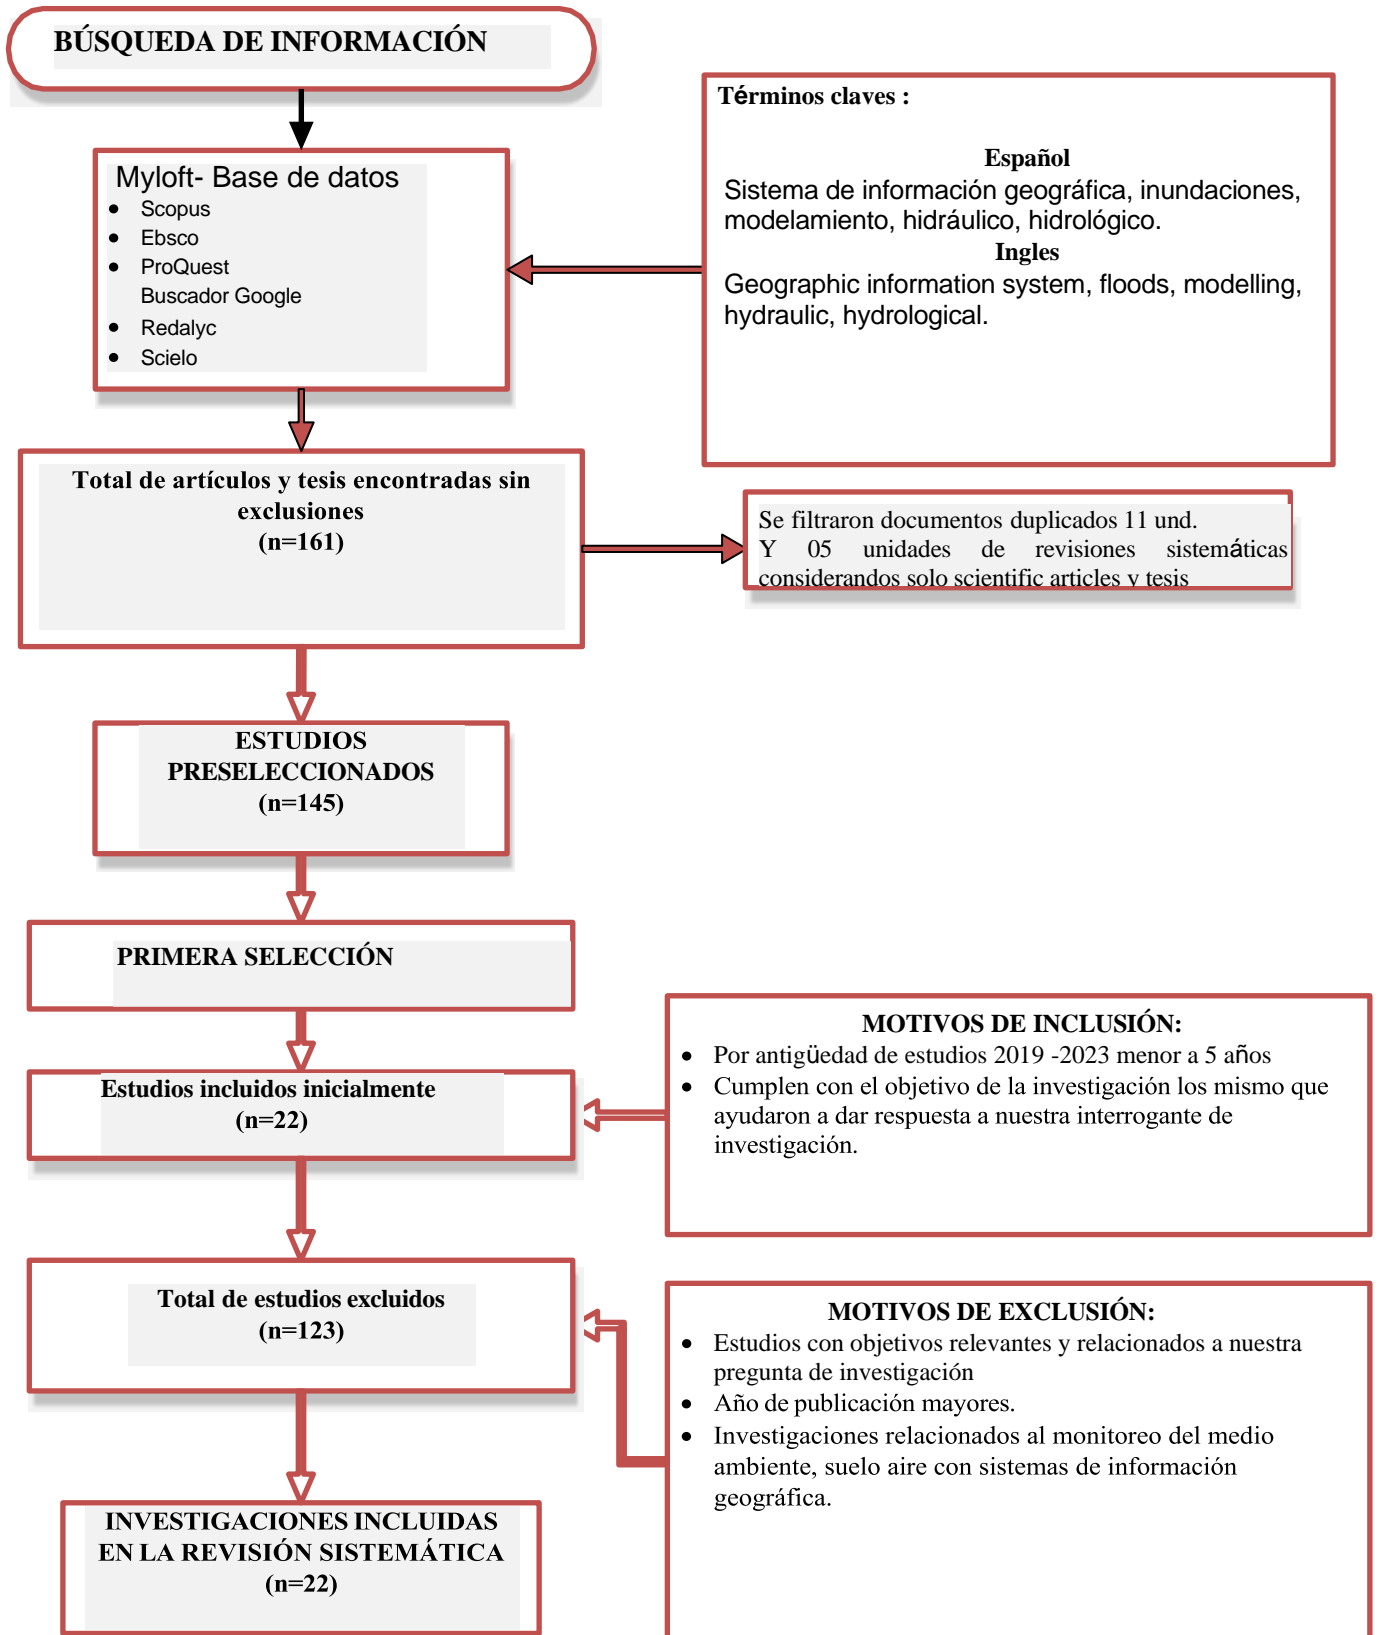 BÚSQUEDA DE INFORMACIÓN
Myloft- Base de datos
• Scopus
• Ebsco
• ProQuest
Buscador Google
• Redalyc
• Scielo
Términos claves :
Español
Sistema de información geográfica, inundaciones,
modelamiento, hidráulico, hidrológico.
Ingles
Geographic information system, floods, modelling,
hydraulic, hydrological.
Total de artículos y tesis encontradas sin
exclusiones
(n=161)
Se filtraron documentos duplicados 11 und.
Y 05 unidades de revisiones sistemáticas
considerandos solo scientific articles y tesis
ESTUDIOS
PRESELECCIONADOS
(n=145)
PRIMERA SELECCIÓN
Estudios incluidos inicialmente
(n=22)
MOTIVOS DE INCLUSIÓN:
• Por antigüedad de estudios 2019 -2023 menor a 5 años
• Cumplen con el objetivo de la investigación los mismo que
ayudaron a dar respuesta a nuestra interrogante de
investigación.
Total de estudios excluidos
(n=123)
MOTIVOS DE EXCLUSIÓN:
• Estudios con objetivos relevantes y relacionados a nuestra
pregunta de investigación
• Año de publicación mayores.
• Investigaciones relacionados al monitoreo del medio
ambiente, suelo aire con sistemas de información
geográfica.
INVESTIGACIONES INCLUIDAS
EN LA REVISIÓN SISTEMÁTICA
(n=22)